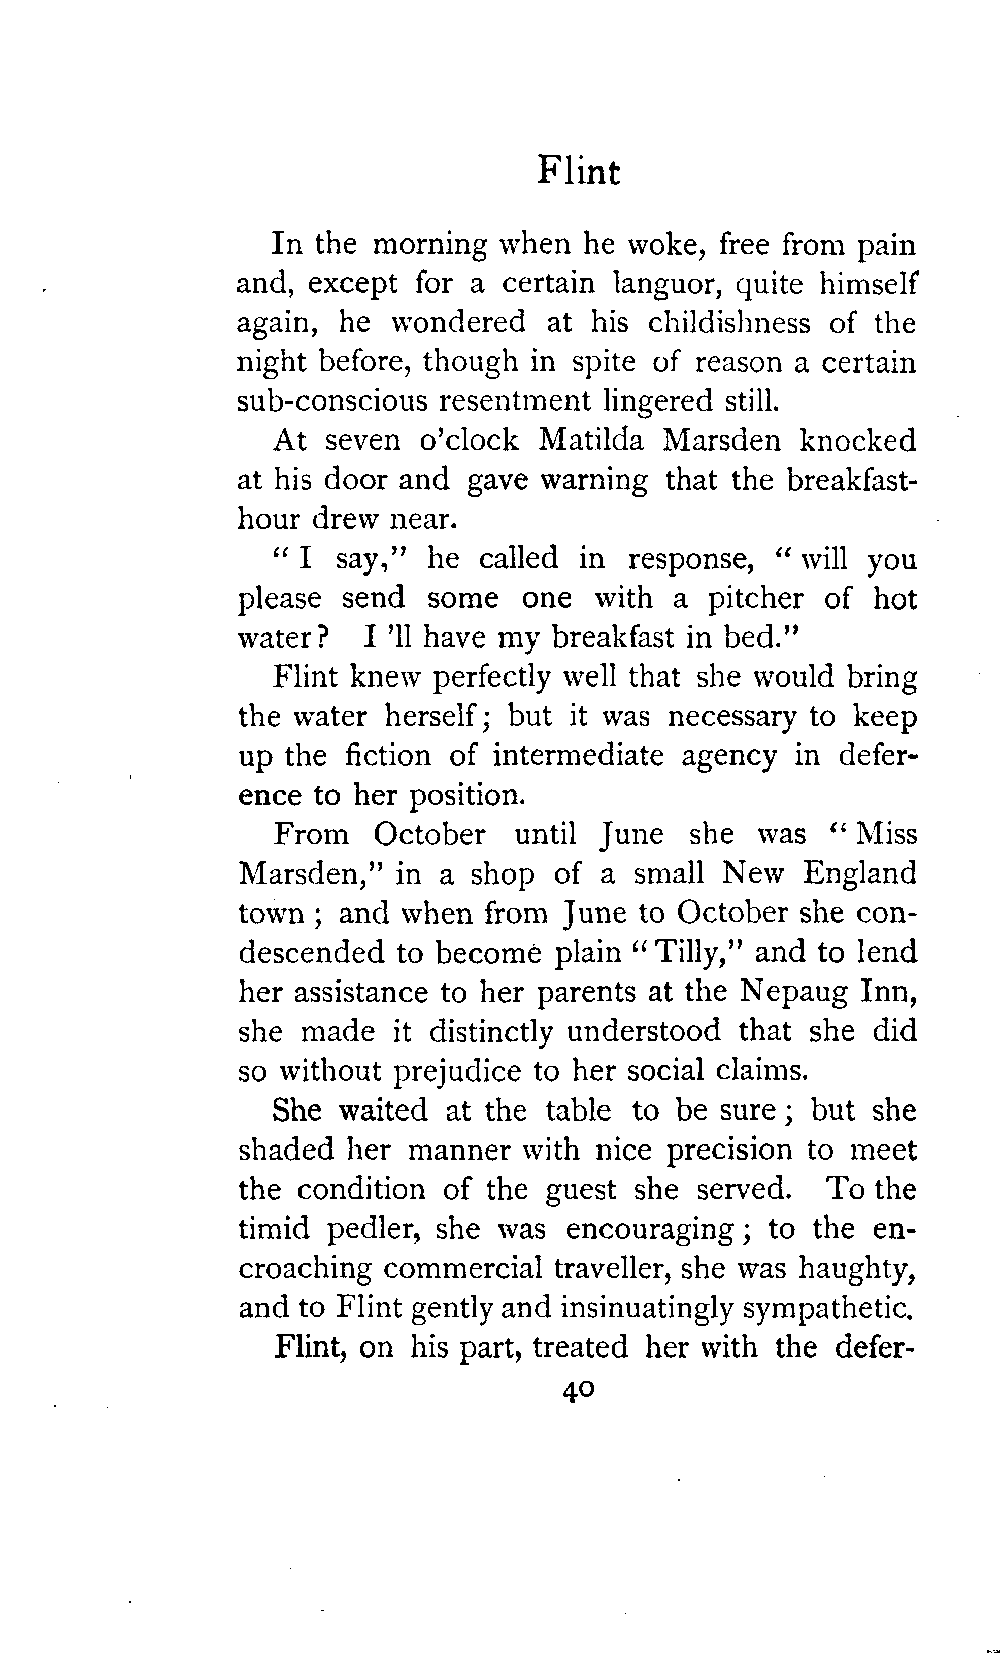 Flint
In the morning when he woke, free from pain
and, except for a certain languor, quite himself
again, he wondered at his childishness of the
night before, though in spite of reason a certain
sub-conscious resentment lingered still.
At seven o'clock Matilda Marsden knocked
at his door and gave warning that the breakfast-
hour drew near.
" I say," he called in response, " will you
please send some one with a pitcher of hot
water? I 'll have my breakfast in bed."
Flint knew perfectly well that she would bring
the water herself; but it was necessary to keep
up the fiction of intermediate agency in defer-
ence to her position.
From October until June she was " Miss
Marsden," in a shop of a small New England
town ; and when from June to October she con-
descended to become plain " Tilly," and to lend
her assistance to her parents at the Nepaug Inn,
she made it distinctly understood that she did
so without prejudice to her social claims.
She waited at the table to be sure ; but she
shaded her manner with nice precision to meet
the condition of the guest she served. To the
timid pedler, she was encouraging ; to the en-
croaching commercial traveller, she was haughty,
and to Flint gently and insinuatingly sympathetic.
Flint, on his part, treated her with the defer-
40